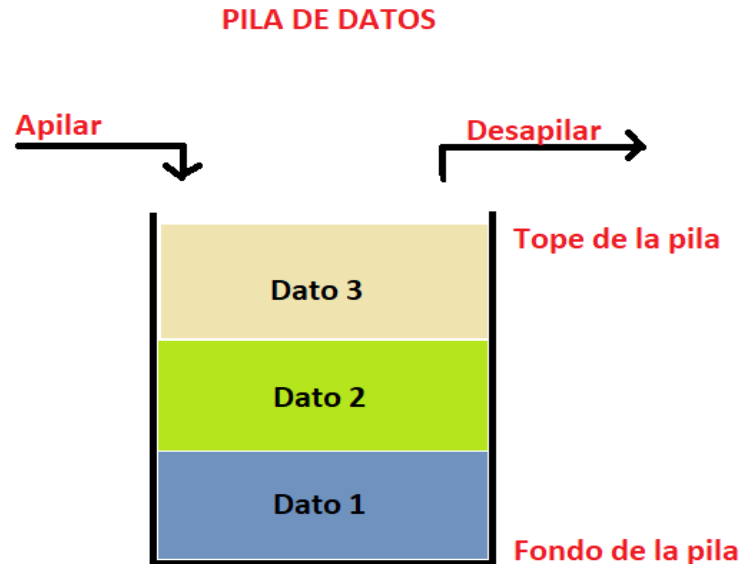 PILA DE DATOS
Apilar
Desapilar
Tope de la pila
Dato 3
Dato 2
Dato 1
Fondo de la pila